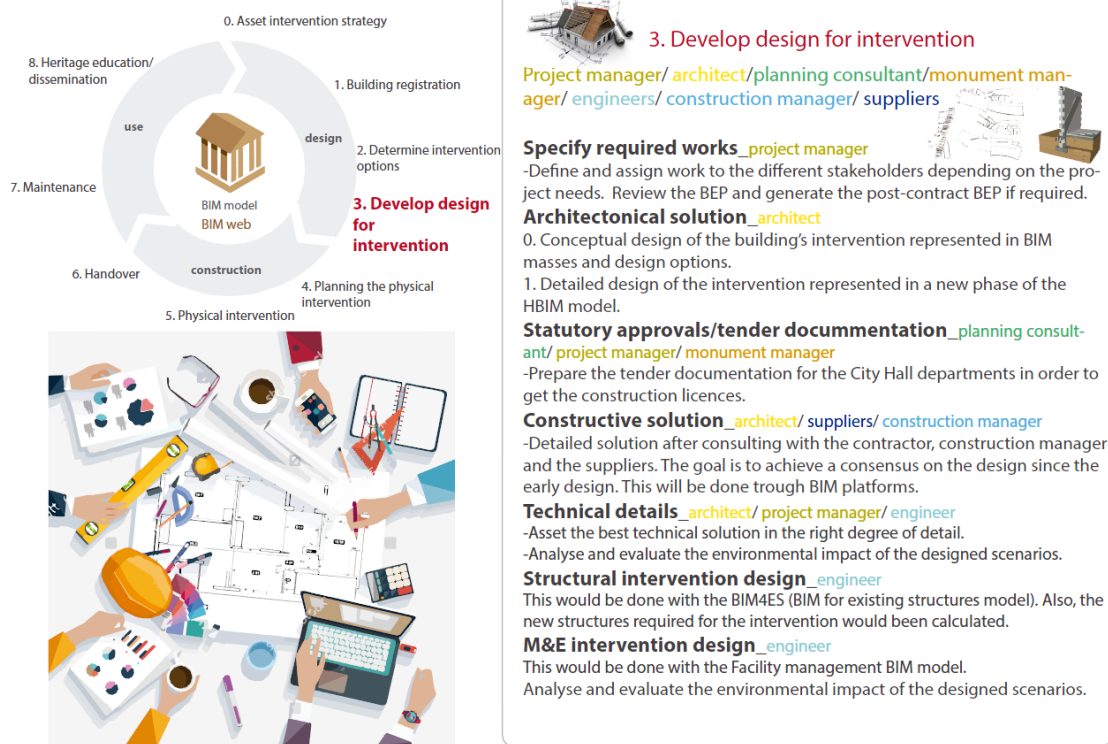 0. Asset intervention strategy
8. Heritage education/
dissemination
1. Building registration
use
design
2. Determine intervention
options
7. Maintenance
BIM model
BIM web
3. Develop design
for
intervention
construction
6. Handover
4. Planning the physical
intervention
5. Physical intervention
3. Develop design for intervention
Project manager/ architect/planning consultant/monument man-
ager/ engineers/ construction manager/ suppliers
Specify required works_project manager
-Define and assign work to the different stakeholders depending on the pro-
ject needs. Review the BEP and generate the post-contract BEP if required.
Architectonical solution_architect
0. Conceptual design of the building's intervention represented in BIM
masses and design options.
1. Detailed design of the intervention represented in a new phase of the
HBIM model.
Statutory approvals/tender docummentation_planning consult-
ant/ project manager/ monument manager
-Prepare the tender documentation for the City Hall departments in order to
get the construction licences.
Constructive solution_architect/ suppliers/ construction manager
-Detailed solution after consulting with the contractor, construction manager
and the suppliers. The goal is to achieve a consensus on the design since the
early design. This will be done trough BIM platforms.
Technical details_architect/ project manager/ engineer
-Asset the best technical solution in the right degree of detail.
-Analyse and evaluate the environmental impact of the designed scenarios.
Structural intervention design_engineer
This would be done with the BIM4ES (BIM for existing structures model). Also, the
new structures required for the intervention would been calculated.
M&E intervention design_engineer
This would be done with the Facility management BIM model.
Analyse and evaluate the environmental impact of the designed scenarios.